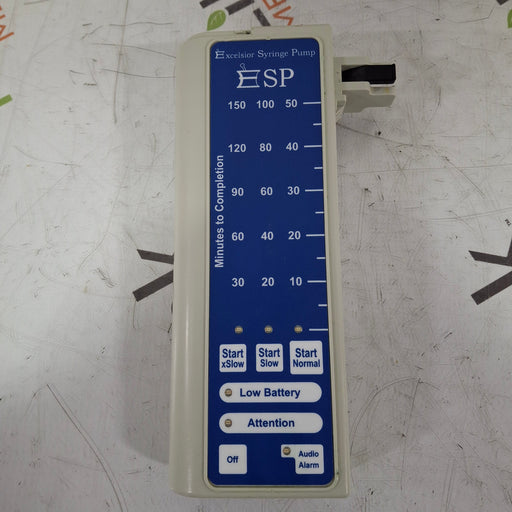 Excelsior Syringe Pump
ESP
150 100 50
120 80 40
90 60 30
60 40 20
30 20 10
Minutes to Completion
Start xSlow
Start Slow
Start Normal
Low Battery
Attention
Off
Audio
Alarm